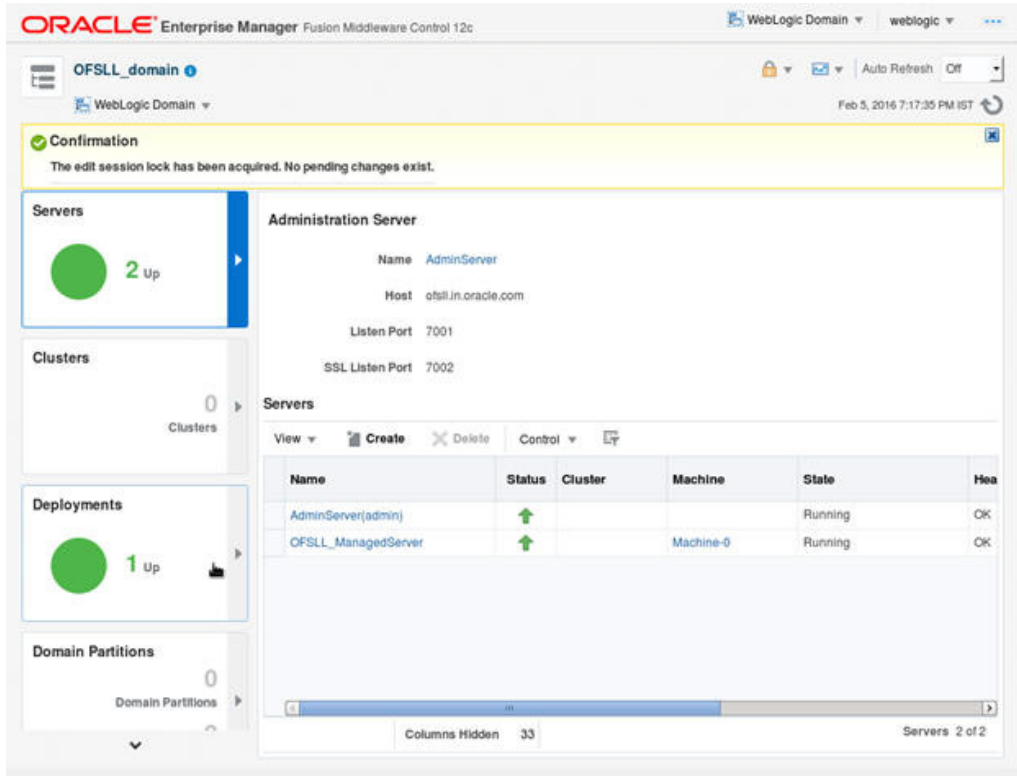 ORACLE Enterprise Manager Fusion Middleware Control 12c
WebLogic Domain
weblogic
OFSLL_domain
WebLogic Domain
Auto Refresh Off
Feb 5, 2016 7:17:35 PM IST
Confirmation
The edit session lock has been acquired. No pending changes exist.
Servers
2 Up
Clusters
0
Clusters
Deployments
1 Up
Domain Partitions
0
Domain Partitions
Administration Server
Name AdminServer
Host ofsll.in.oracle.com
Listen Port 7001
SSL Listen Port 7002
Servers
View Create Delete Control
Name Status Cluster Machine State Hea
AdminServer(admin) Running OK
OFSLL_ManagedServer Machine-0 Running OK
Columns Hidden 33
Servers 2 of 2